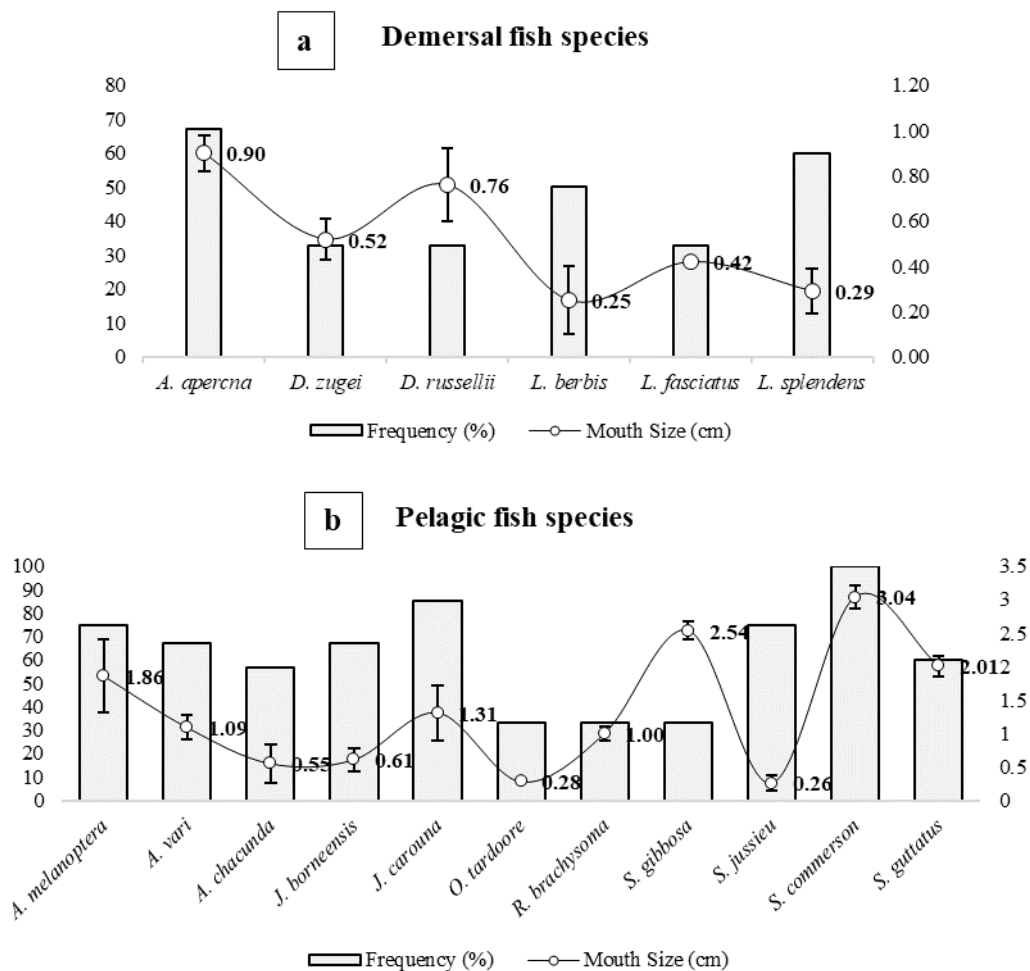 a Demersal fish species
80 1.20
70 1.00
60 0.80
50
40 0.60
30 0.40
20
10 0.20
0 0.00
0.90
0.52
0.76
0.25
0.42
0.29
A. apercna D. zugei D. russellii L. berbis L. fasciatus L. splendens
Frequency (%) Mouth Size (cm)
b Pelagic fish species
100 3.5
90 3
80
70 2.5
60 2
50
40 1.5
30 1
20
10 0.5
0 0
1.86
1.09
0.55
0.61
1.31
0.28
1.00
2.54
0.26
3.04
2.012
A. melanoptera
A. vari
A. chacunda
J. borneensis
J. carouna
O. tardoore
R. brachysoma
S. gibbosa
S. jussieu
S. commerson
S. guttatus
Frequency (%) Mouth Size (cm)